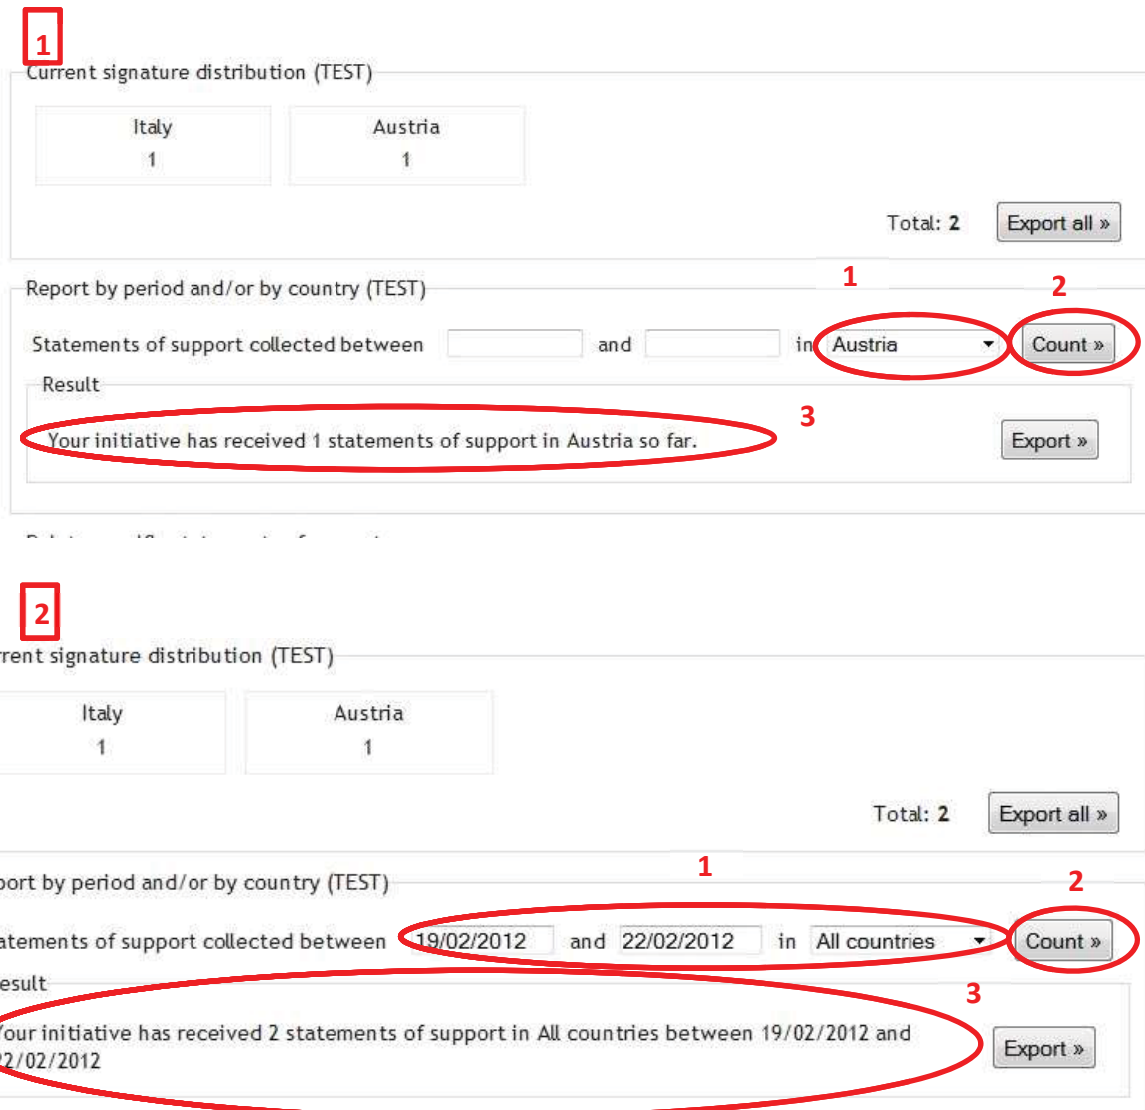 1
Current signature distribution (TEST)
Italy Austria
1 1
Total: 2 Export all »
Report by period and/or by country (TEST)
1 2
Statements of support collected between and in Austria Count »
Result
3
Your initiative has received 1 statements of support in Austria so far. Export »
2
rrent signature distribution (TEST)
Italy Austria
1 1
Total: 2 Export all »
port by period and/or by country (TEST)
1 2
atements of support collected between 19/02/2012 and 22/02/2012 in All countries Count »
esult
3
Your initiative has received 2 statements of support in All countries between 19/02/2012 and
22/02/2012
Export »